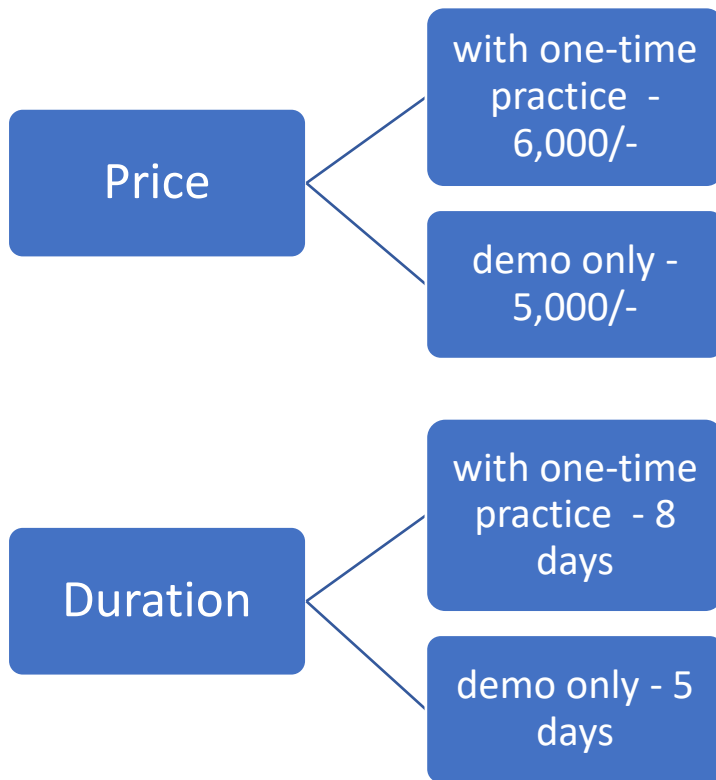 Price
with one-time
practice  -
6,000/-
demo only -
5,000/-
Duration
with one-time
practice  - 8
days
demo only - 5
days